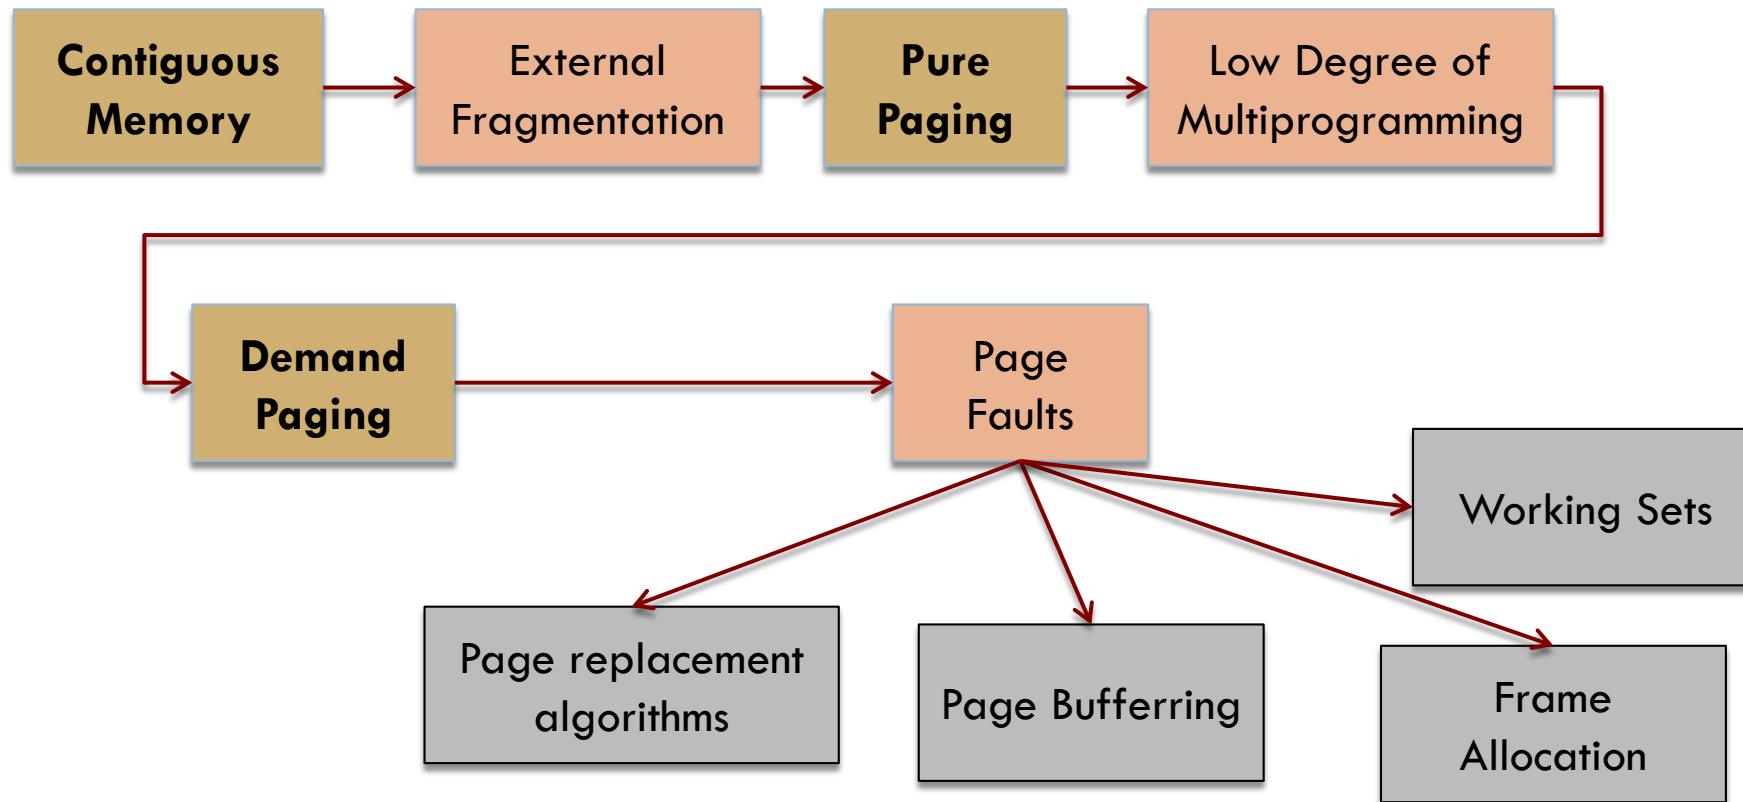 Contiguous
Memory
External
Fragmentation
Pure
Paging
Low Degree of
Multiprogramming
Demand
Paging
Page
Faults
Working Sets
Page replacement
algorithms
Page Bufferring
Frame
Allocation